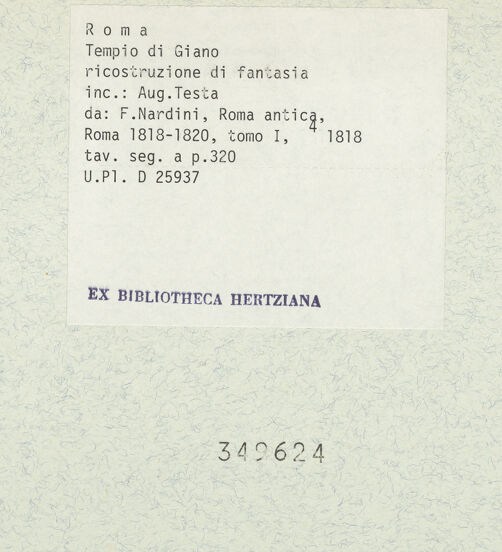 R o m a
Tempio di Giano
ricostruzione di fantasia
inc.: Aug.Testa
da: F.Nardini, Roma antica,
Roma 1818-1820, tomo I, 4 1818
tav. seg. a p.320
U.Pl. D 25937
EX BIBLIOTHECA HERTZIANA
349624